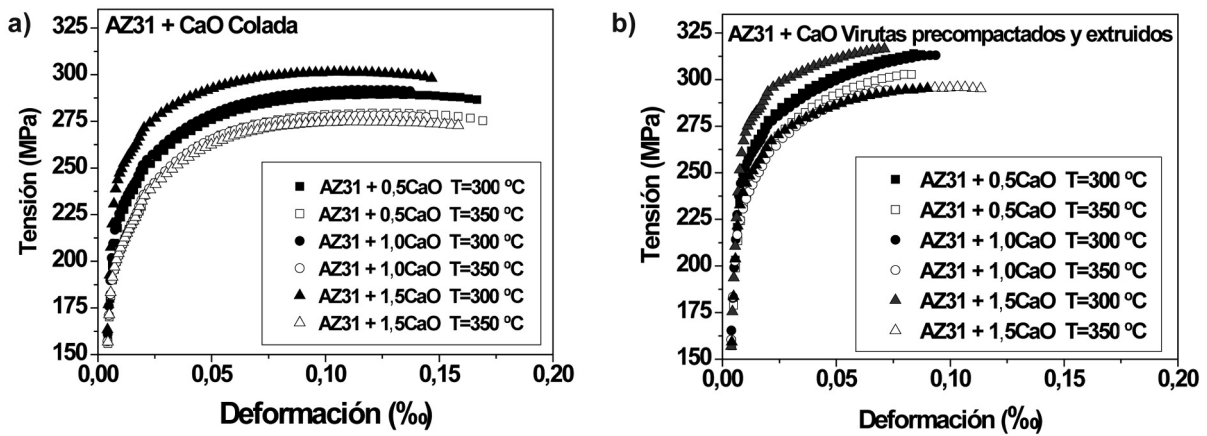 a)
AZ31 + CaO Colada
Tensión (MPa)
325
300
275
250
225
200
175
150
AZ31 + 0,5CaO T=300 ºC
AZ31 + 0,5CaO T=350 ºC
AZ31 + 1,0CaO T=300 ºC
AZ31 + 1,0CaO T=350 ºC
AZ31 + 1,5CaO T=300 ºC
AZ31 + 1,5CaO T=350 ºC
0,00 0,05 0,10 0,15 0,20
Deformación (‰)
b)
AZ31 + CaO Virutas precompactados y extruidos
Tensión (MPa)
325
300
275
250
225
200
175
150
AZ31 + 0,5CaO T=300 ºC
AZ31 + 0,5CaO T=350 ºC
AZ31 + 1,0CaO T=300 ºC
AZ31 + 1,0CaO T=350 ºC
AZ31 + 1,5CaO T=300 ºC
AZ31 + 1,5CaO T=350 ºC
0,00 0,05 0,10 0,15 0,20
Deformación (‰)